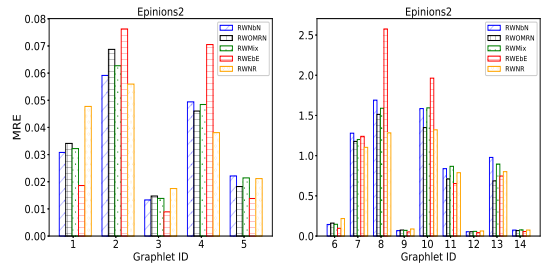 Epinions2
0.08
0.07
0.06
0.05
0.04
0.03
0.02
0.01
0.00
MRE
RWNbN
RWOMRN
RWMix
RWEbE
RWNR
1 2 3 4 5
Graphlet ID
Epinions2
2.5
2.0
1.5
1.0
0.5
0.0
RWNbN
RWOMRN
RWMix
RWEbE
RWNR
6 7 8 9 10 11 12 13 14
Graphlet ID